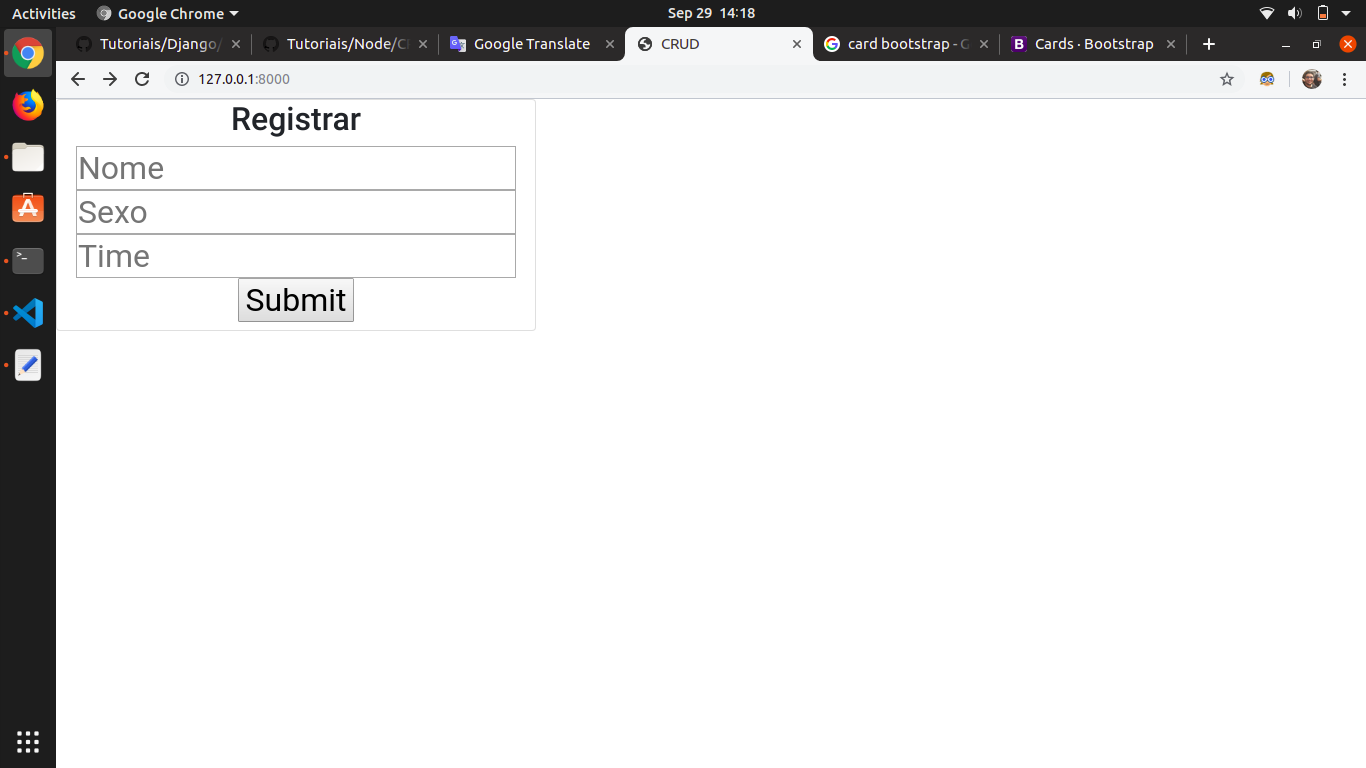 Activities Google Chrome Sep 29 14:18
Tutoriais/Django/ Tutoriais/Node/C Google Translate CRUD card bootstrap - G Cards · Bootstrap
127.0.0.1:8000
Registrar
Nome
Sexo
Time
Submit